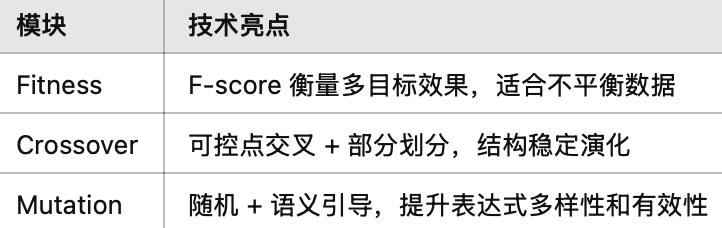 模块 技术亮点
Fitness F-score 衡量多目标效果，适合不平衡数据
Crossover 可控点交叉 + 部分划分，结构稳定演化
Mutation 随机 + 语义引导，提升表达式多样性和有效性